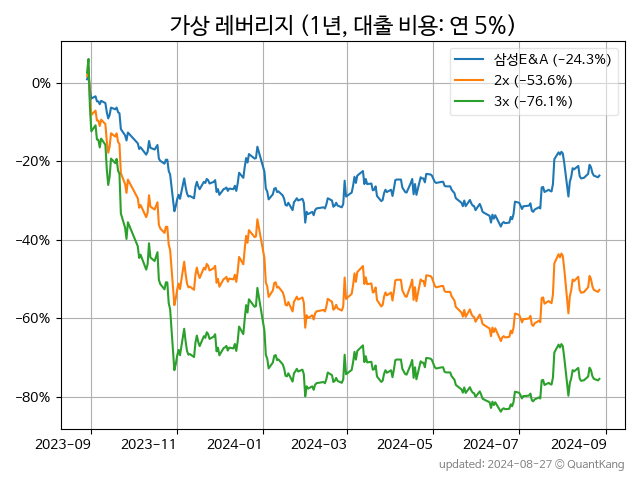 가상 레버리지 (1년, 대출 비용: 연 5%)
삼성E&A (−24.3%)
2x (−53.6%)
3x (−76.1%)
0%
−20%
−40%
−60%
−80%
2023-09 2023-11 2024-01 2024-03 2024-05 2024-07 2024-09
updated: 2024-08-27 © QuantKang